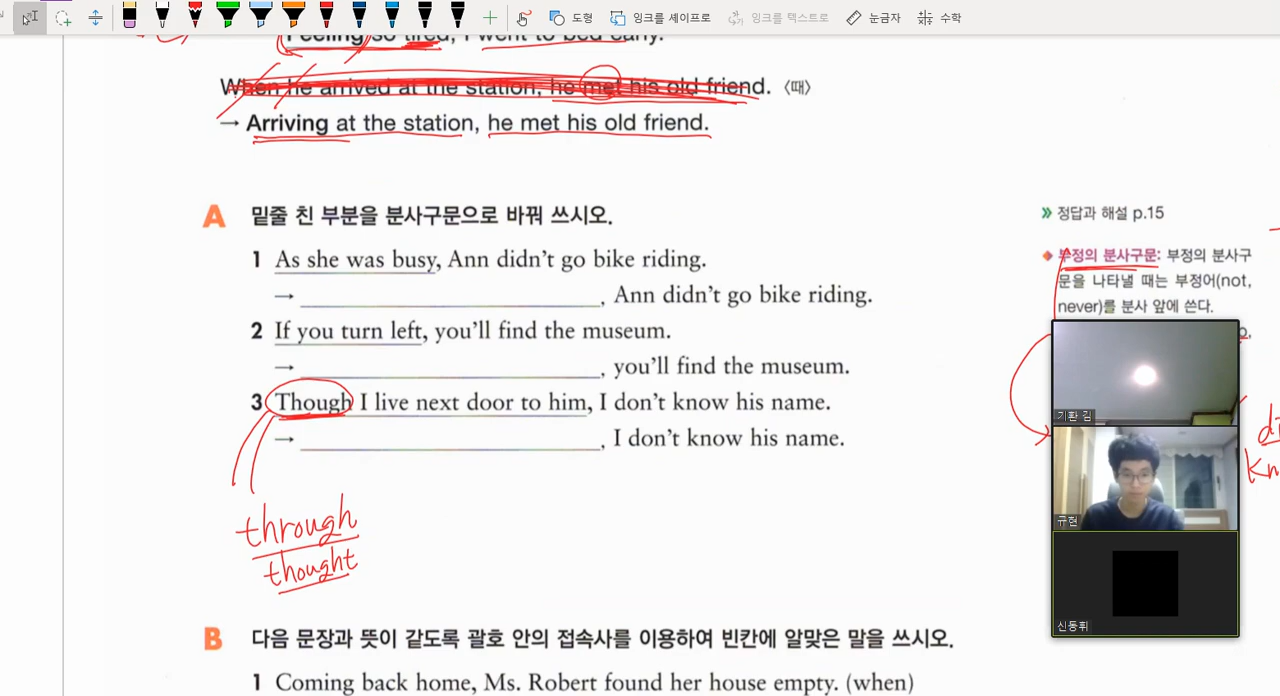 도형
잉크를 셰이프로
잉크를 텍스트로
눈금자
수학
Feeling so tired, I went to bed early.
When he arrived at the station, he met his old friend. 〈때〉
→ Arriving at the station, he met his old friend.
A 밑줄 친 부분을 분사구문으로 바꿔 쓰시오.
1 As she was busy, Ann didn't go bike riding.
→ , Ann didn't go bike riding.
2 If you turn left, you'll find the museum.
→ , you'll find the museum.
3 Though I live next door to him, I don't know his name.
→ , I don't know his name.
through
thought
B 다음 문장과 뜻이 같도록 괄호 안의 접속사를 이용하여 빈칸에 알맞은 말을 쓰시오.
1 Coming back home, Ms. Robert found her house empty. (when)
» 정답과 해설 p.15
부정의 분사구문: 부정의 분사구
문을 나타낼 때는 부정어(not,
never)를 분사 앞에 쓴다.
기환 김
규현
신동휘